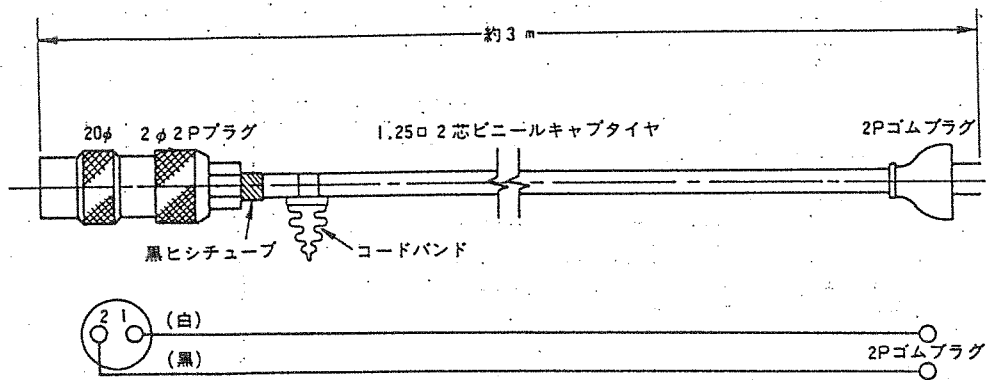 約3 m
20φ 2φ2Pプラグ
1.25□ 2芯ビニールキャプタイヤ
2Pゴムプラグ
黒ヒシチューブ
コードバンド
2 1
(白)
(黒)
2Pゴムプラグ